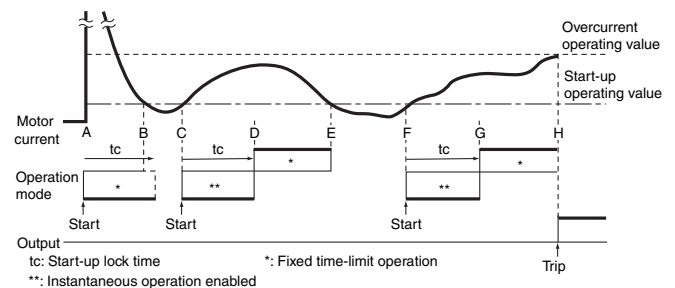 Overcurrent
operating value
Start-up
operating value
Motor
current
A B C D E F G H
tc tc tc
Operation
mode
* ** * ** *
Start Start Start
Output
Trip
tc: Start-up lock time *: Fixed time-limit operation
**: Instantaneous operation enabled